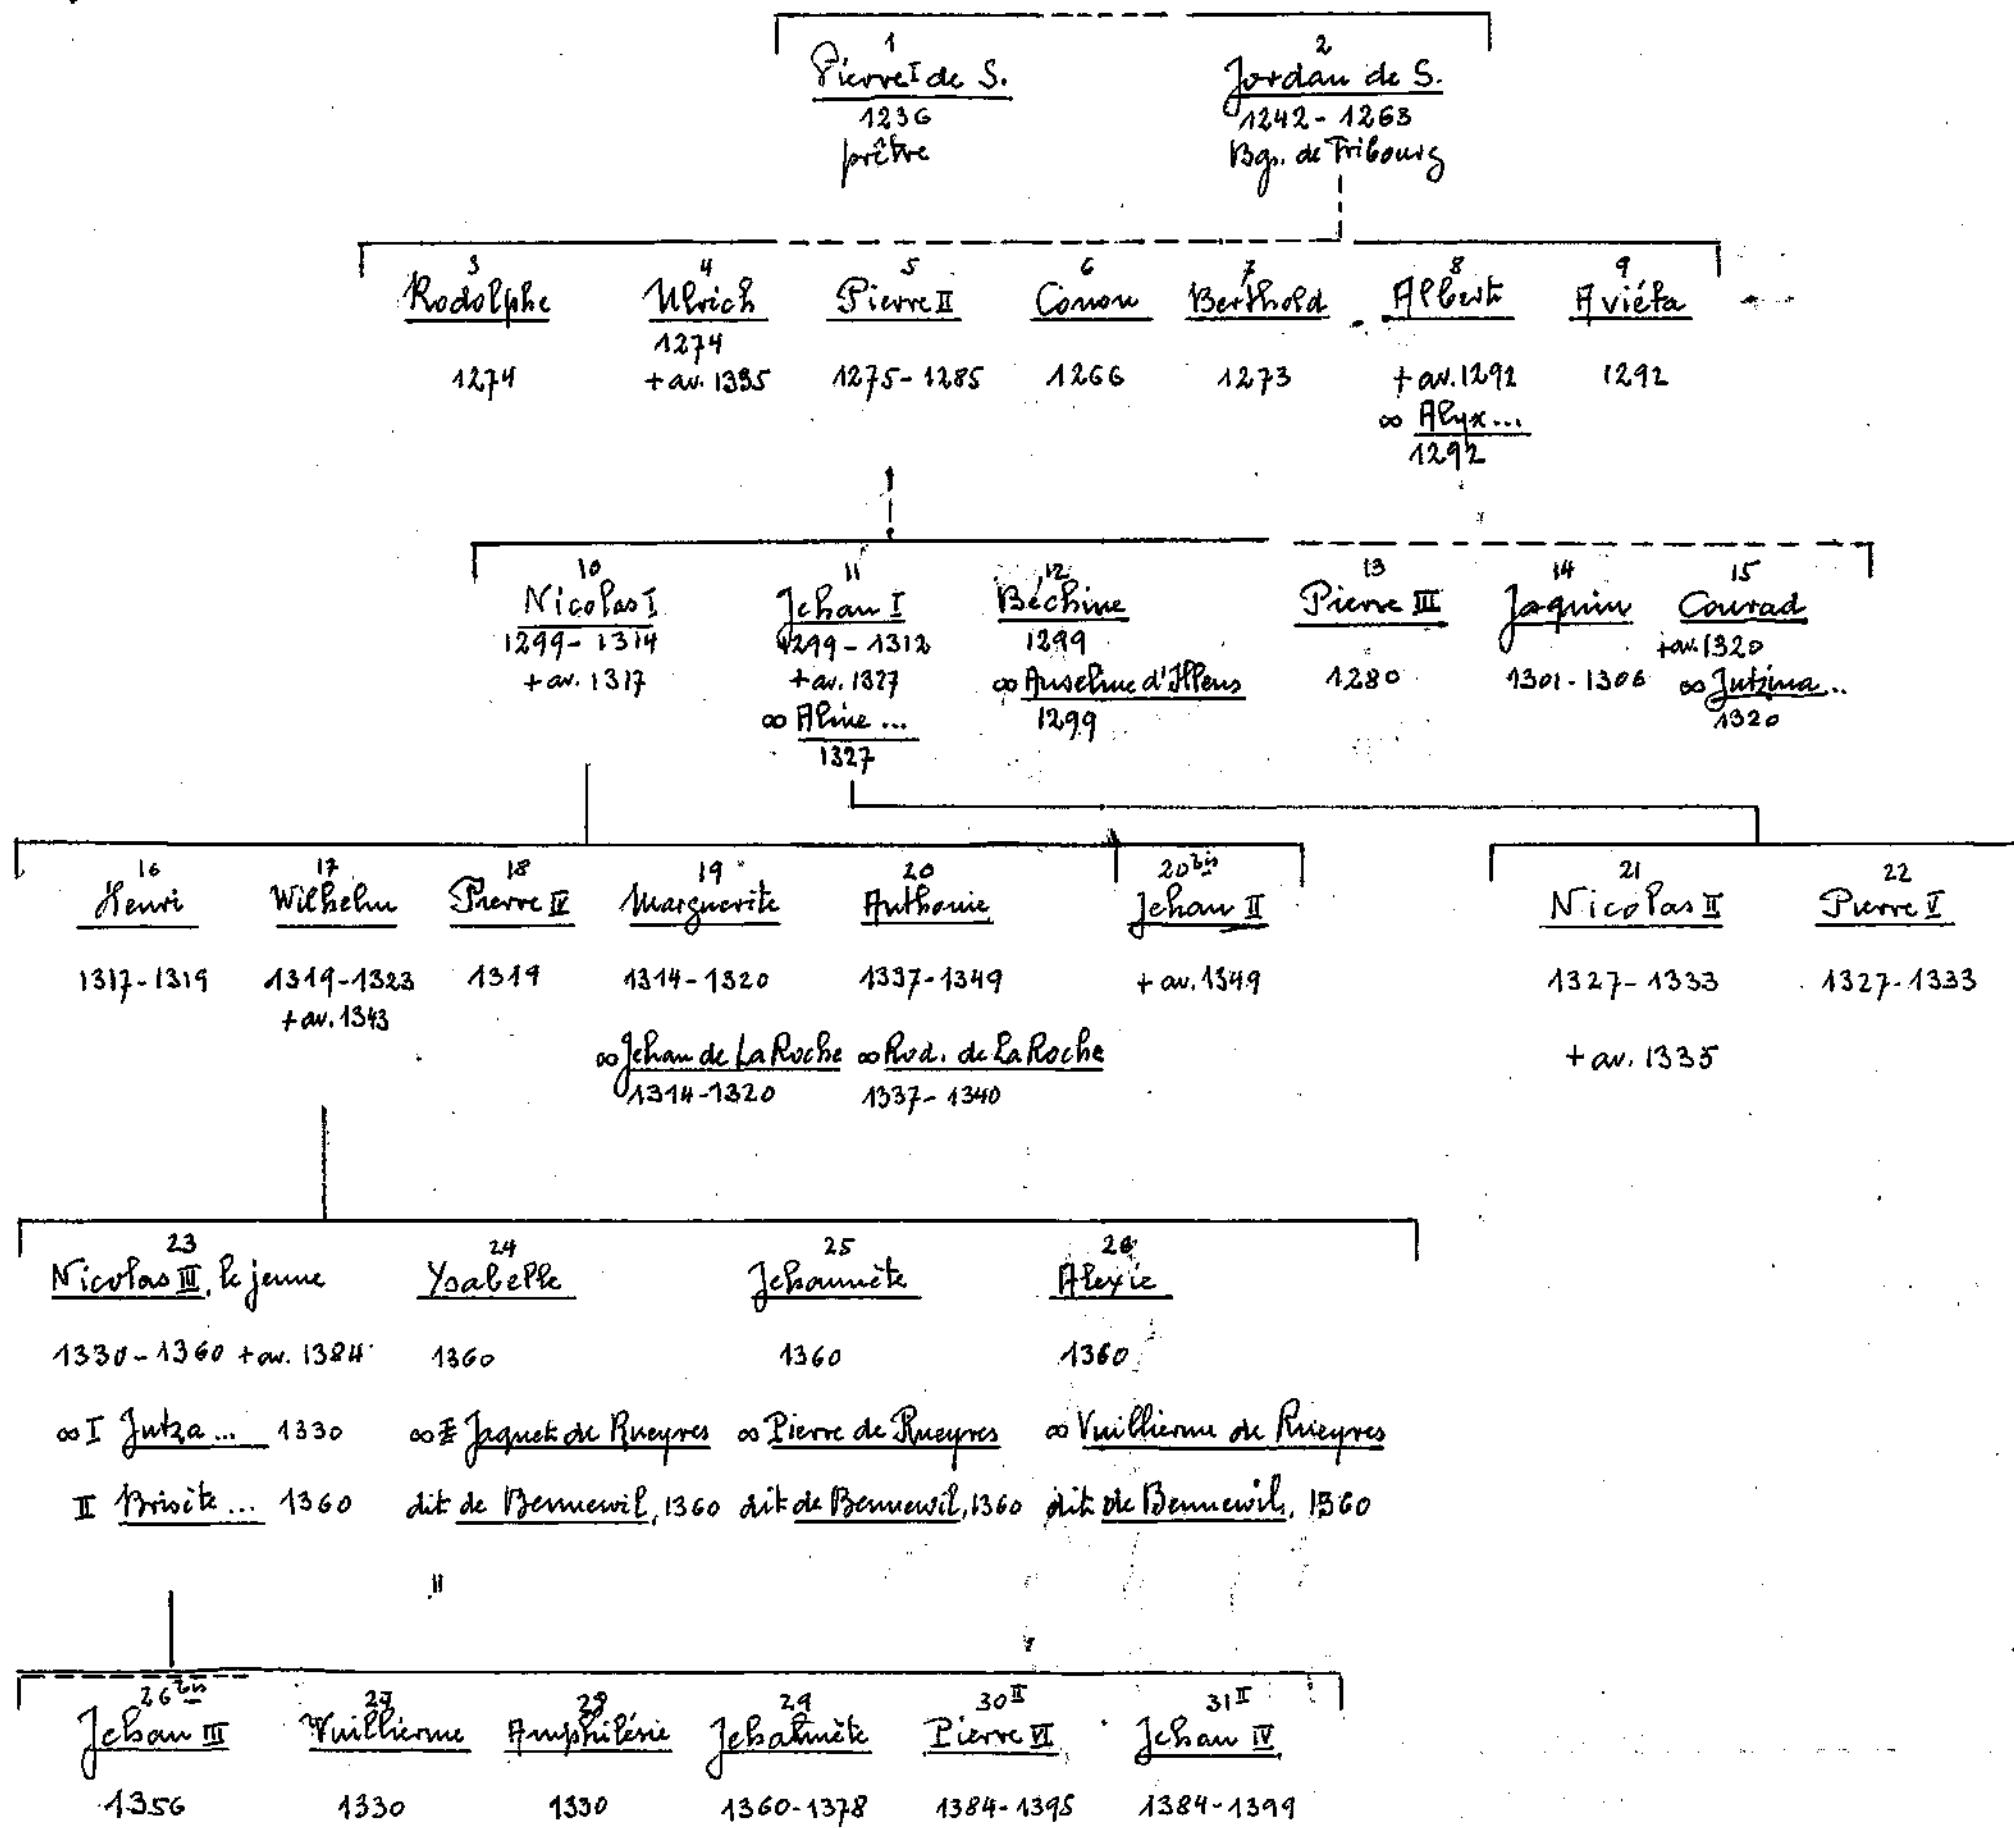 1 2
Pierre I de S. Jordan de S.
1236 1242-1263
prêtre Bgs. de Fribourg
3 4 5 6 7 8 9
Rodolphe Ulrich Pierre II Conon Berthold Albert Aviéta
1274
1274 + av. 1335 1275-1285 1266 1273 + av. 1292 1292
∞ Alyx...
1292
10 11 12 13 14 15
Nicolas I Jehan I Béchine Pierre III Jaquin Conrad
1299-1314 1299-1312 1299 + av. 1320
+ av. 1317 + av. 1327 ∞ Anselme d'Illens 1280 1301-1306 ∞ Jutzina..
∞ Aline ... 1299 1320
1327
16 17 18 19 20 20bis 21 22
Henri Wilhelm Pierre IV Marguerite Anthonie Jehan II Nicolas II Pierre V
1317-1319 1319-1323 1319 1314-1320 1337-1349 + av. 1349 1327-1333 1327-1333
+ av. 1343
∞ Jehan de La Roche ∞ Rod. de La Roche + av. 1335
1314-1320 1337-1340
23 24 25 26
Nicolas III, le jeune Ysabelle Jehannète Alexie
1330-1360 + av. 1384 1360 1360 1360
∞ I Jutza ... 1330 ∞ Jaquet de Rueyres ∞ Pierre de Rueyres ∞ Vuillierme de Rueyres
II Brisète ... 1360 dit de Bennewil, 1360 dit de Bennewil, 1360 dit de Bennewil, 1360
26bis 27 28 29 30 II 31 II
Jehan III Vuillierme Amphilésie Jehannète Pierre VI Jehan IV
1356 1330 1330 1360-1378 1384-1395 1384-1399